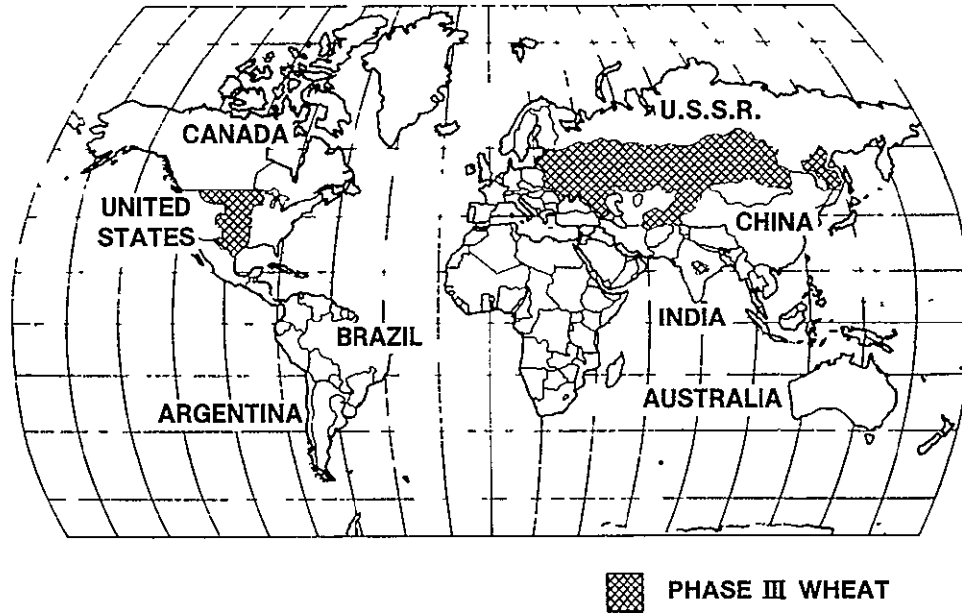 U.S.S.R.
CANADA
UNITED
STATES
CHINA
INDIA
BRAZIL
ARGENTINA
AUSTRALIA
PHASE III WHEAT